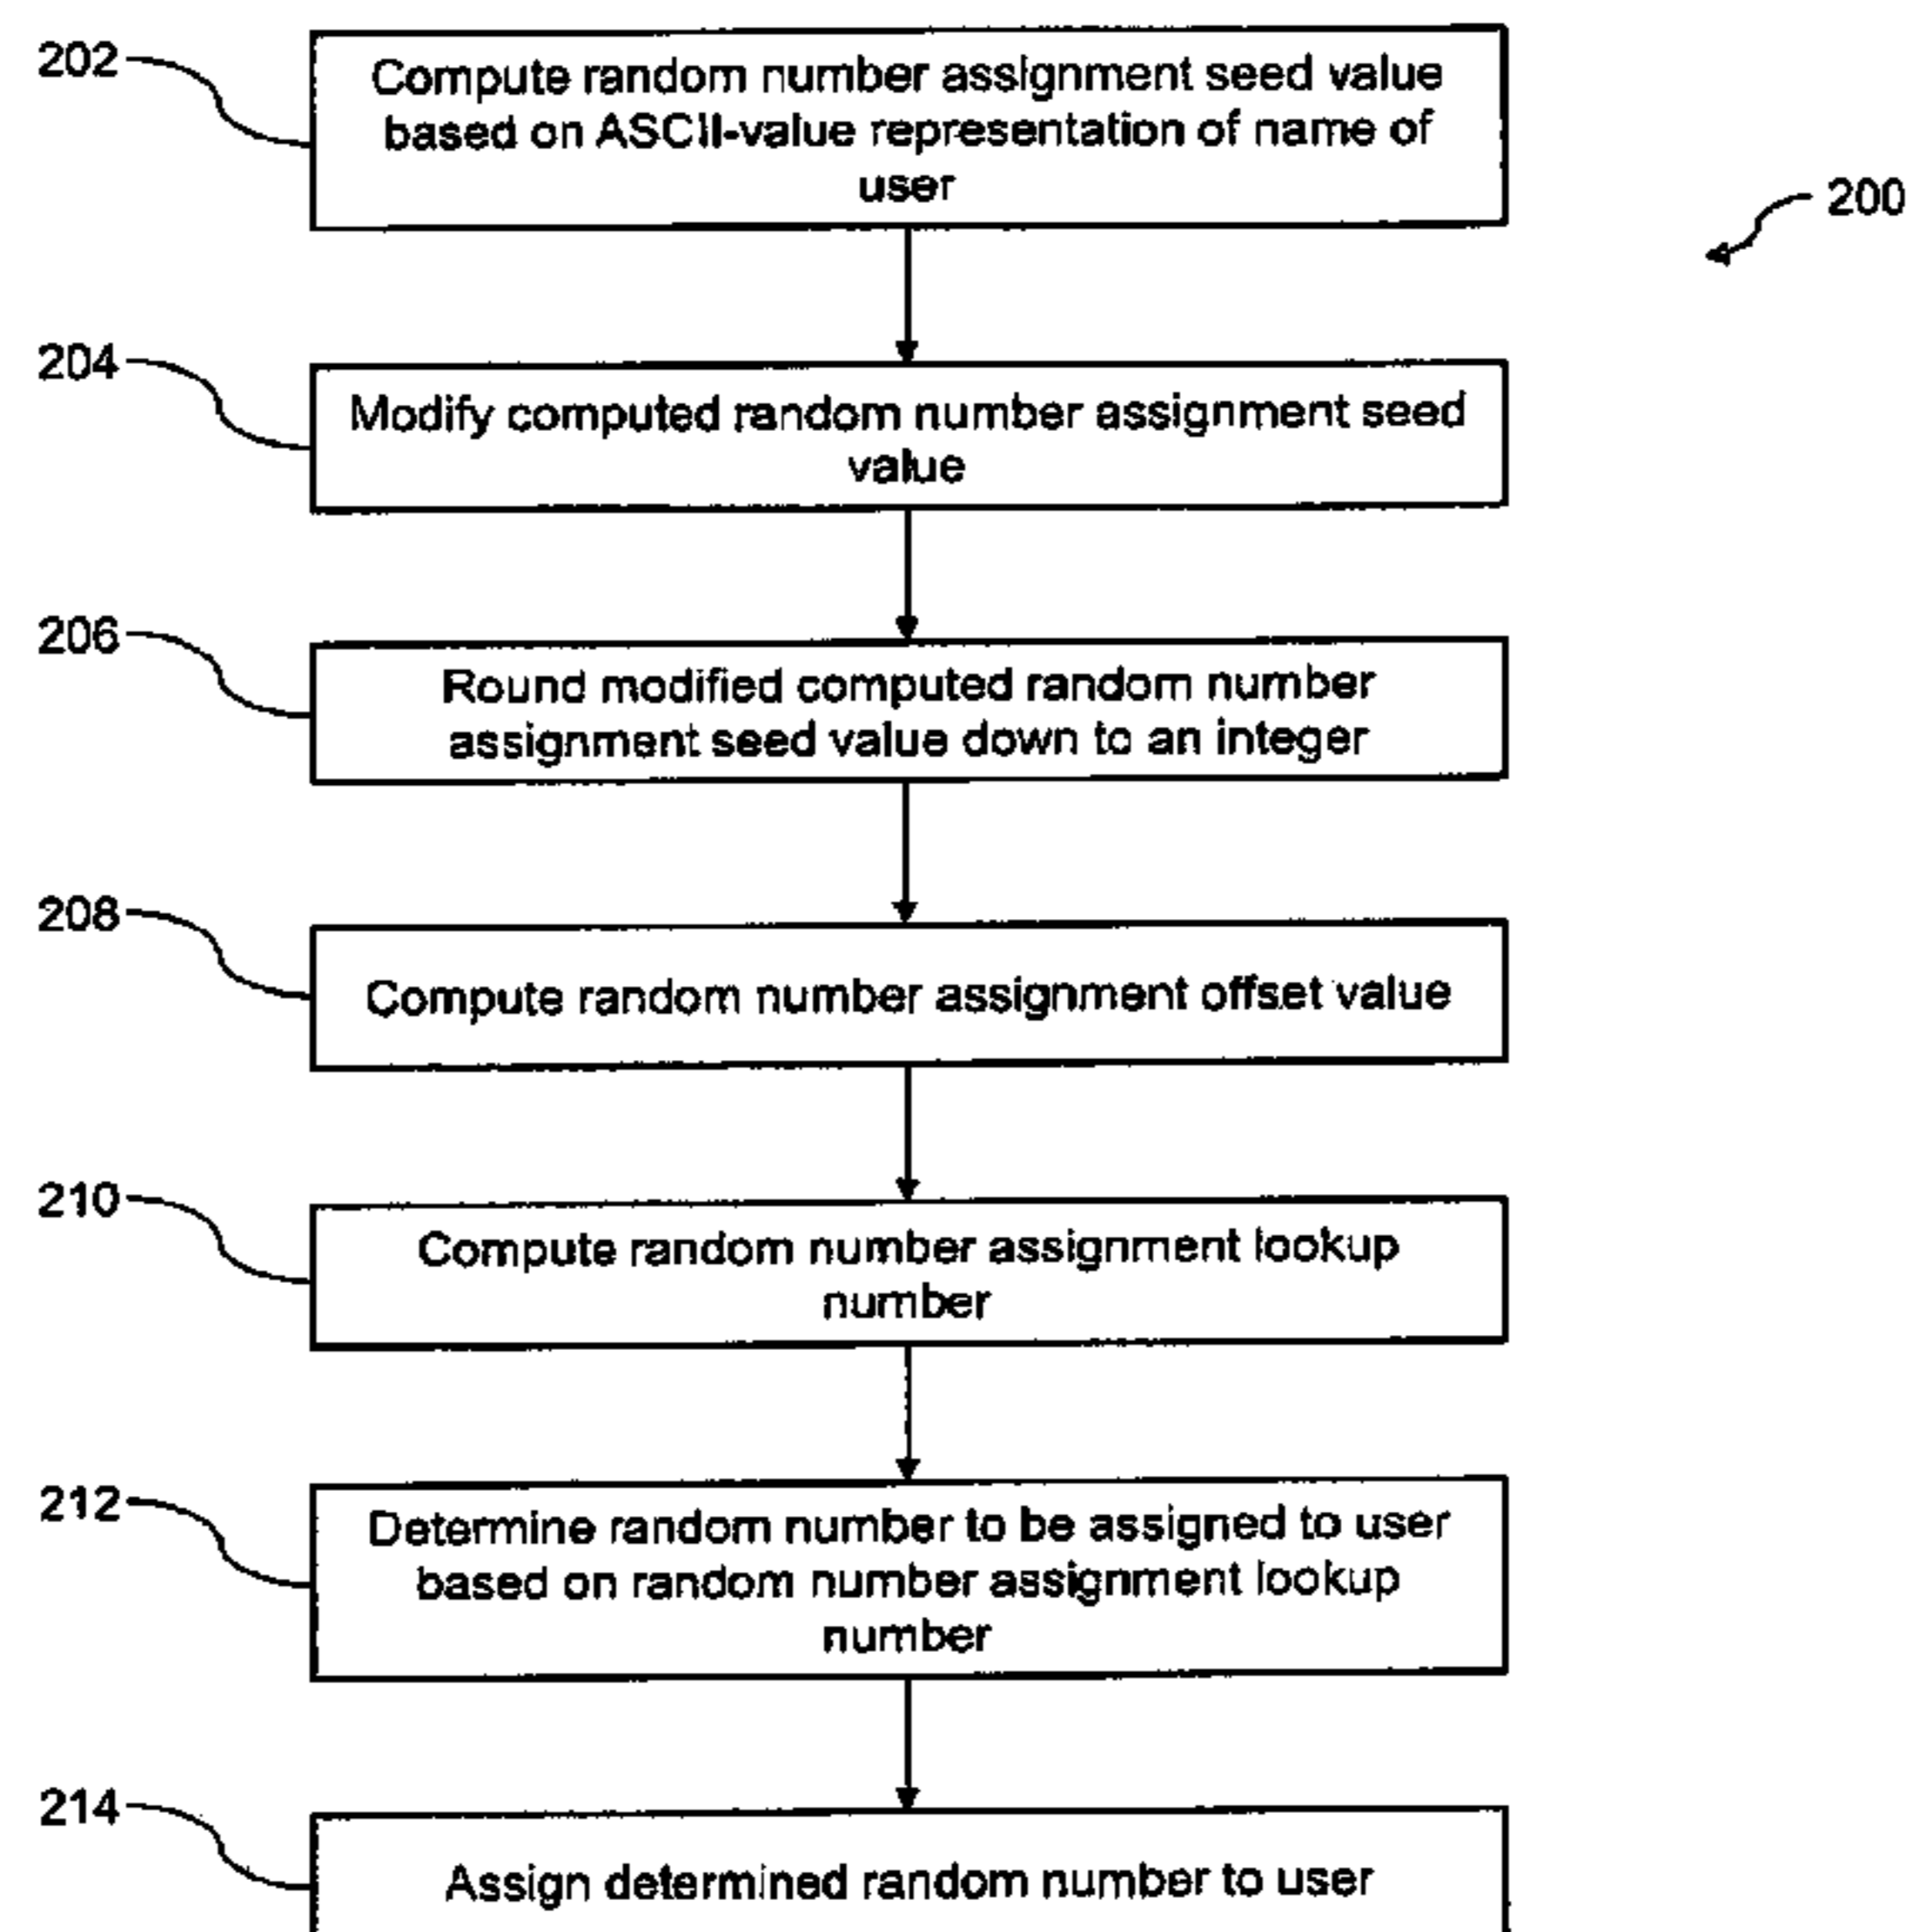 202
Compute random number assignment seed value
based on ASCII-value representation of name of
user
200
204
Modify computed random number assignment seed
value
206
Round modified computed random number
assignment seed value down to an integer
208
Compute random number assignment offset value
210
Compute random number assignment lookup
number
212
Determine random number to be assigned to user
based on random number assignment lookup
number
214
Assign determined random number to user